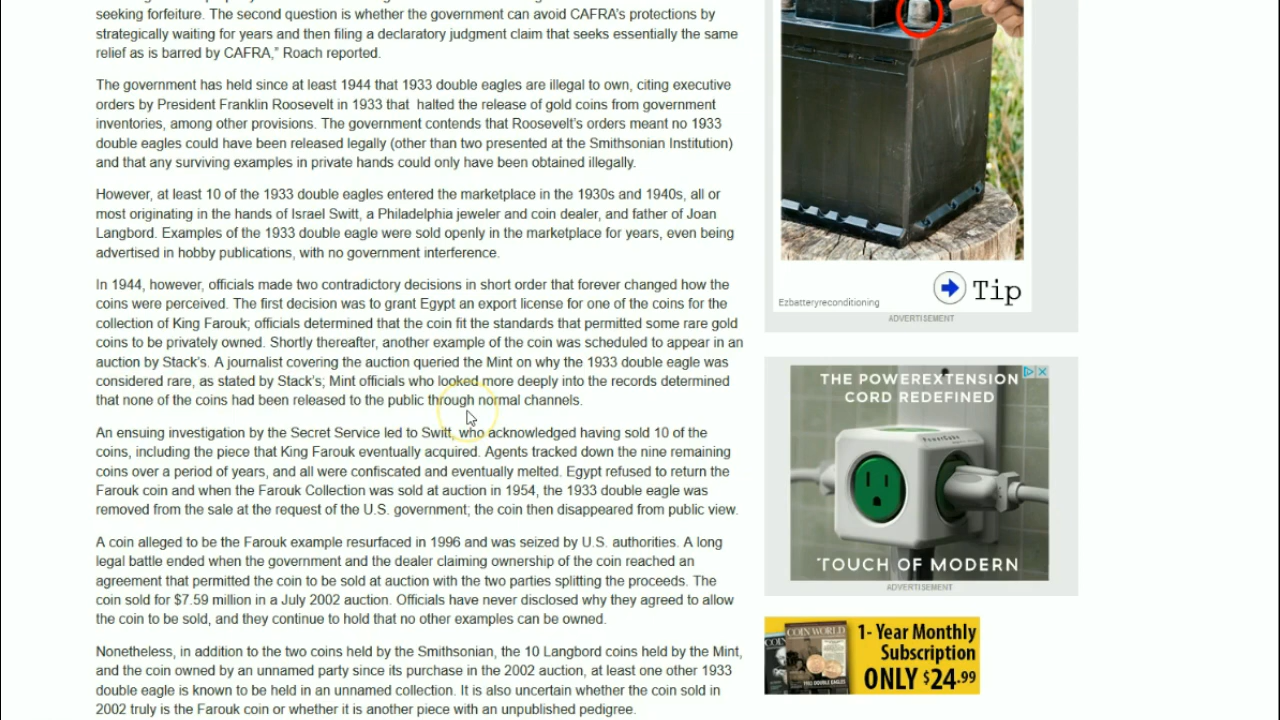 seeking forfeiture. The second question is whether the government can avoid CAFRA's protections by
strategically waiting for years and then filing a declaratory judgment claim that seeks essentially the same
relief as is barred by CAFRA,” Roach reported.
The government has held since at least 1944 that 1933 double eagles are illegal to own, citing executive
orders by President Franklin Roosevelt in 1933 that halted the release of gold coins from government
inventories, among other provisions. The government contends that Roosevelt's orders meant no 1933
double eagles could have been released legally (other than two presented at the Smithsonian Institution)
and that any surviving examples in private hands could only have been obtained illegally.
However, at least 10 of the 1933 double eagles entered the marketplace in the 1930s and 1940s, all or
most originating in the hands of Israel Switt, a Philadelphia jeweler and coin dealer, and father of Joan
Langbord. Examples of the 1933 double eagle were sold openly in the marketplace for years, even being
advertised in hobby publications, with no government interference.
In 1944, however, officials made two contradictory decisions in short order that forever changed how the
coins were perceived. The first decision was to grant Egypt an export license for one of the coins for the
collection of King Farouk; officials determined that the coin fit the standards that permitted some rare gold
coins to be privately owned. Shortly thereafter, another example of the coin was scheduled to appear in an
auction by Stack's. A journalist covering the auction queried the Mint on why the 1933 double eagle was
considered rare, as stated by Stack's; Mint officials who looked more deeply into the records determined
that none of the coins had been released to the public through normal channels.
An ensuing investigation by the Secret Service led to Switt, who acknowledged having sold 10 of the
coins, including the one that King Farouk eventually acquired. Agents tracked down the nine remaining
coins over a period of years, and all were confiscated and eventually melted. Egypt refused to return the
Farouk coin and when the Farouk Collection was sold at auction in 1954, the 1933 double eagle was
removed from the sale at the request of the U.S. government; the coin then disappeared from public view.
A coin alleged to be the Farouk example resurfaced in 1996 and was seized by U.S. authorities. A long
legal battle ended when the government and the dealer claiming ownership of the coin reached an
agreement that permitted the coin to be sold at auction with the two parties splitting the proceeds. The
coin sold for $7.59 million in a July 2002 auction. Officials have never disclosed why they agreed to allow
the coin to be sold, and they continue to hold that no other examples can be owned.
Nonetheless, in addition to the two coins held by the Smithsonian, the 10 Langbord coins held by the Mint,
and the coin owned by an unnamed party since its purchase in the 2002 auction, at least one other 1933
double eagle is known to be held in an unnamed collection. It is also unknown whether the coin sold in
2002 truly is the Farouk coin or whether it is another piece with an unpublished pedigree.
Tip
Ezbatteryreconditioning
ADVERTISEMENT
THE POWEREXTENSION
CORD REDEFINED
PowerCube
TOUCH OF MODERN
ADVERTISEMENT
COIN WORLD
1- Year Monthly
Subscription
ONLY $24.99